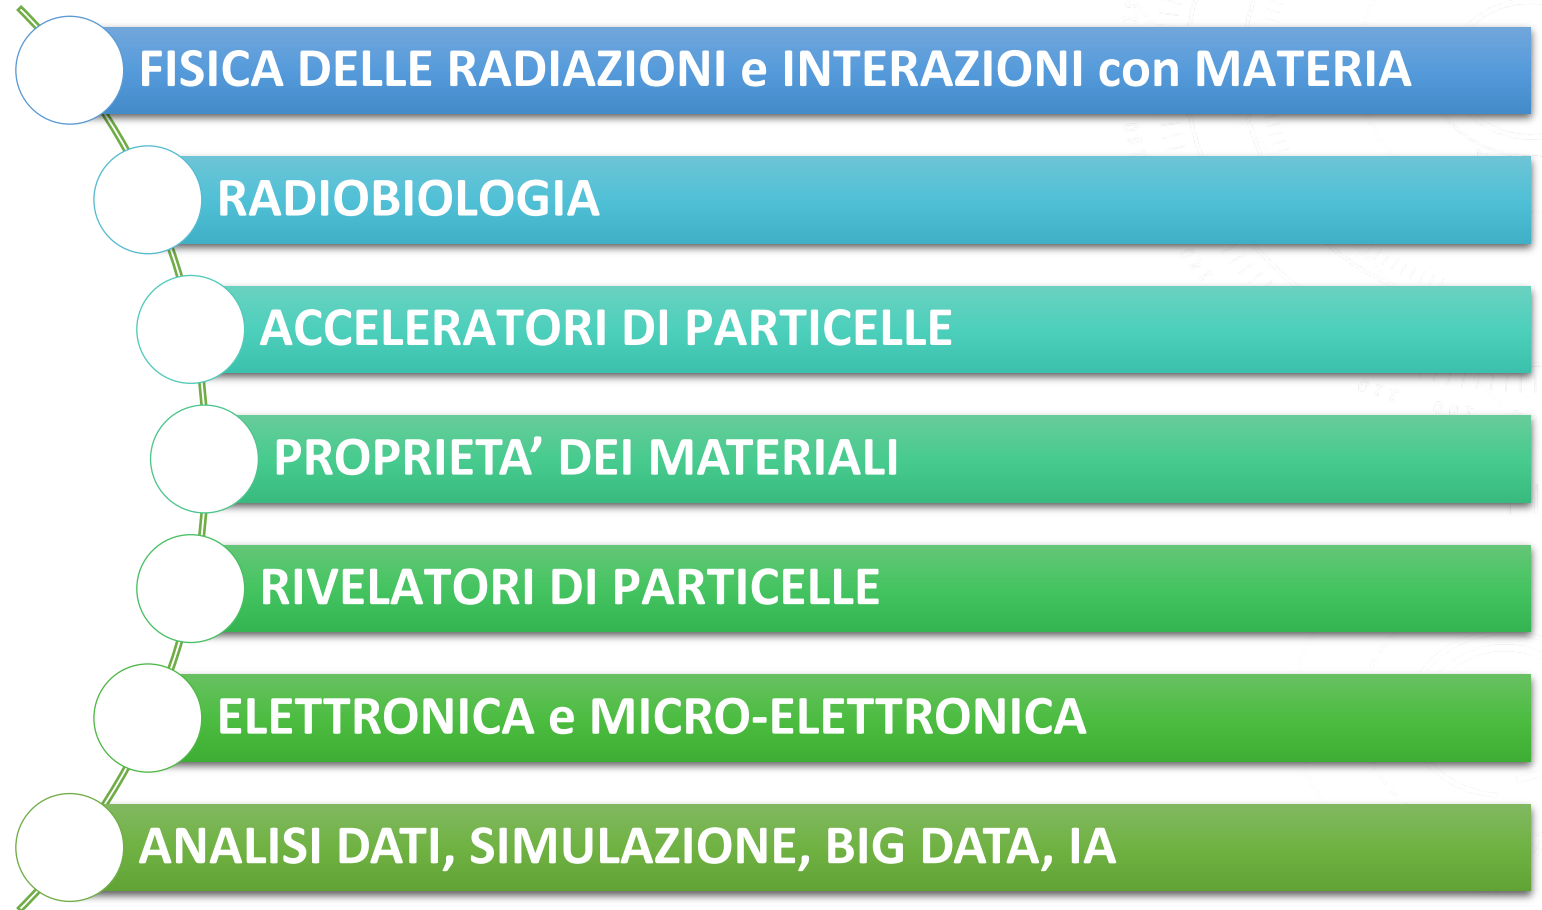 FISICA DELLE RADIAZIONI e INTERAZIONI con MATERIA
RADIOBIOLOGIA
ACCELERATORI DI PARTICELLE
PROPRIETA’ DEI MATERIALI
RIVELATORI DI PARTICELLE
ELETTRONICA e MICRO-ELETTRONICA
ANALISI DATI, SIMULAZIONE, BIG DATA, IA